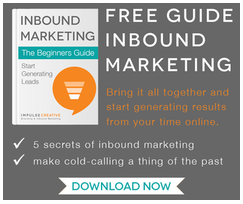 INBOUND
MARKETING
The Beginners Guide
Start
Generating
Leads
IMPULSE CREATIVE
FREE GUIDE
INBOUND
MARKETING
Bring it all together and
start generating results
from your time online.
5 secrets of inbound marketing
make cold-calling a thing of the past
DOWNLOAD NOW